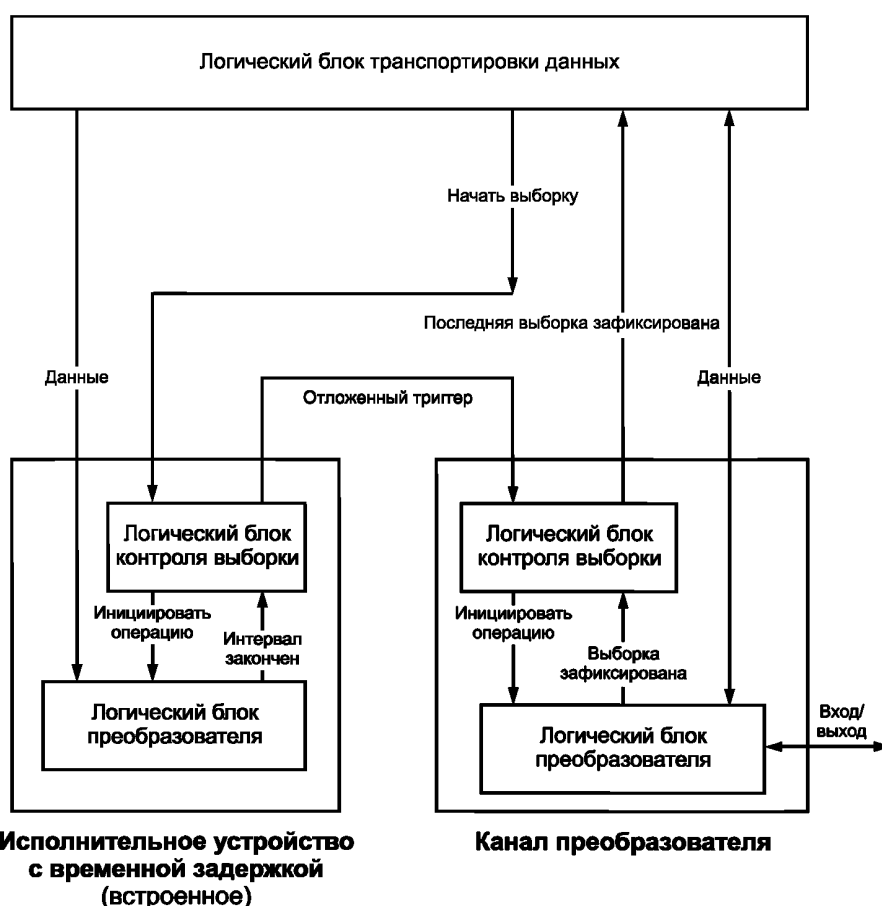 Логический блок транспортировки данных
Начать выборку
Последняя выборка зафиксирована
Данные
Данные
Отложенный триггер
Логический блок
контроля выборки
Логический блок
контроля выборки
Инициировать
операцию
Интервал
закончен
Инициировать
операцию
Выборка
зафиксирована
Логический блок
преобразователя
Логический блок
преобразователя
Вход/
выход
Исполнительное устройство
с временной задержкой
(встроенное)
Канал преобразователя